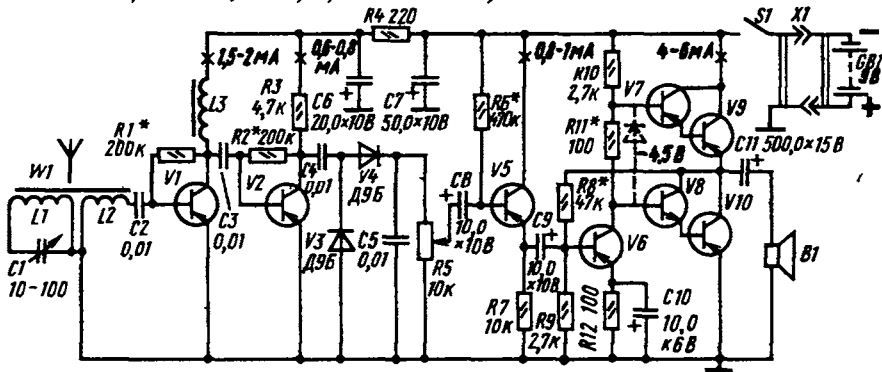 R4 220
S1
X1
1,5-2мА
0,6-0,8
мА
0,8-1мА
4-6мА
GB1
9В
L3
R3
4,7к
C6
20,0×10В
C7
50,0×10В
R6*
470к
R10
2,7к
V7
V9
R1*
200к
R2*200к
R11*
100
4,5В
C11 500,0×15В
W1
V1
V2
C4
0,01
V4
Д9Б
C8
10,0
×10В
V5
R8*
47к
V8
V10
L1
L2
C2
0,01
C3
0,01
V3
Д9Б
C5
0,01
R5
10к
C9
10,0
×10В
V6
B1
C1
10-100
R7
10к
R9
2,7к
R12
100
C10
10,0
×6В